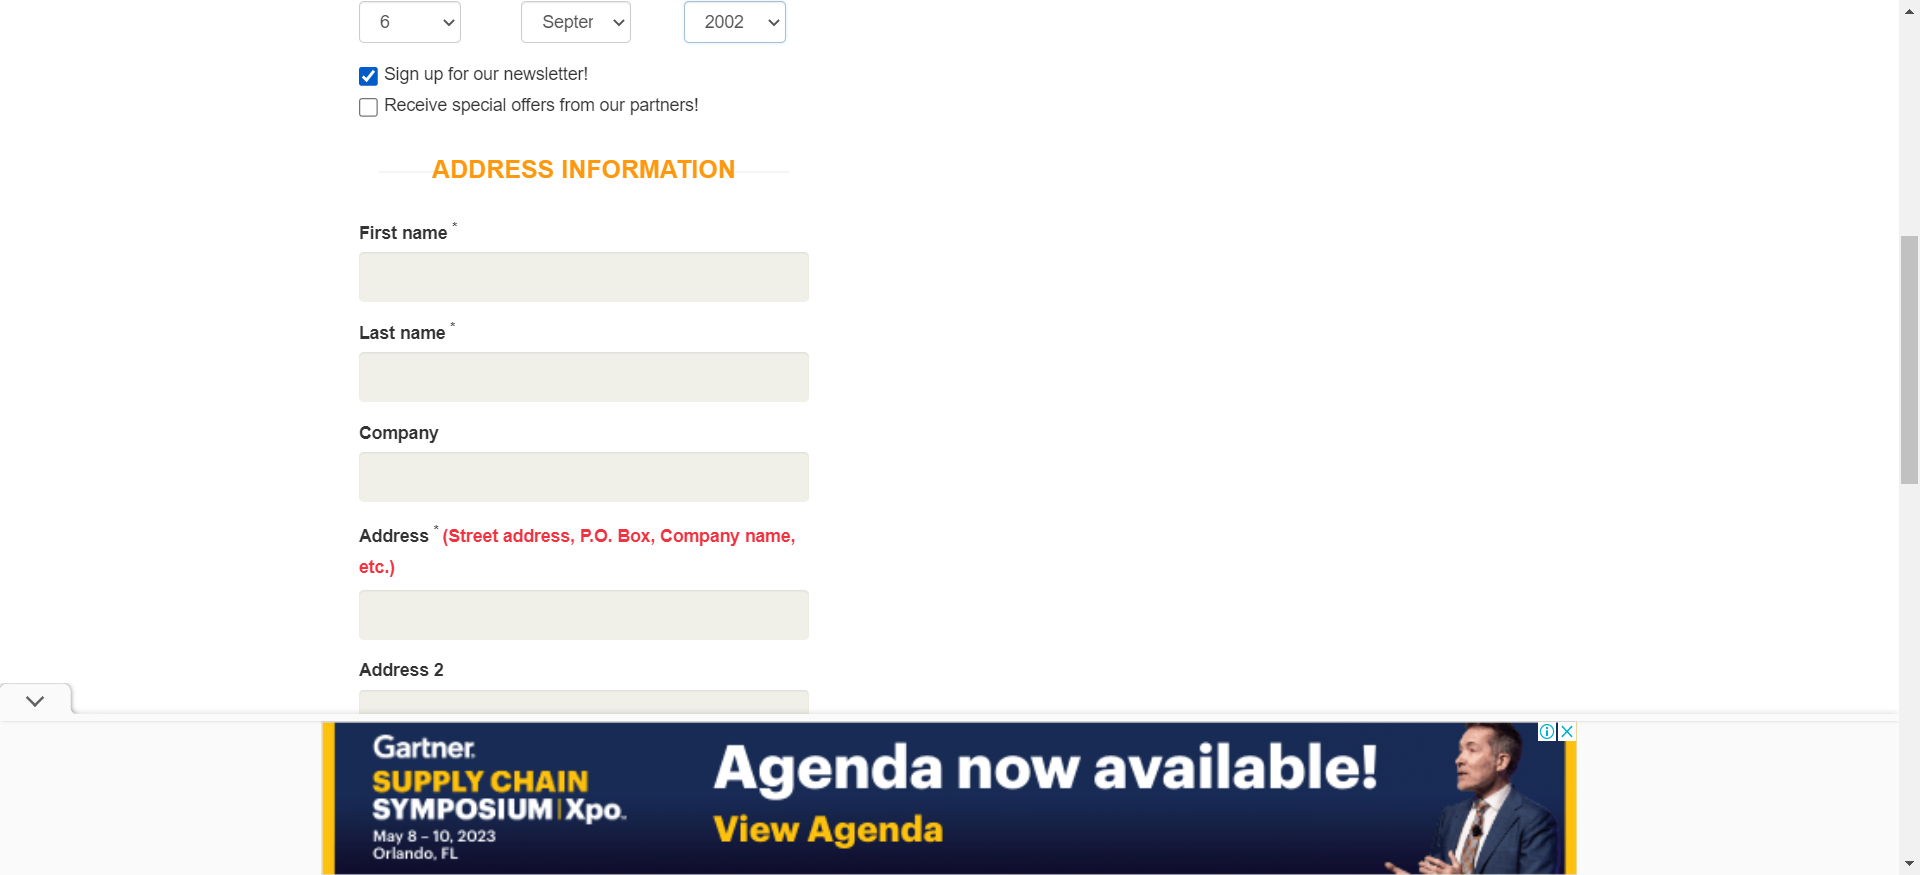 6 Septer 2002
Sign up for our newsletter!
Receive special offers from our partners!
ADDRESS INFORMATION
First name *
Last name *
Company
Address * (Street address, P.O. Box, Company name,
etc.)
Address 2
Gartner.
SUPPLY CHAIN
SYMPOSIUM | Xpo.
May 8 – 10, 2023
Orlando, FL
Agenda now available!
View Agenda